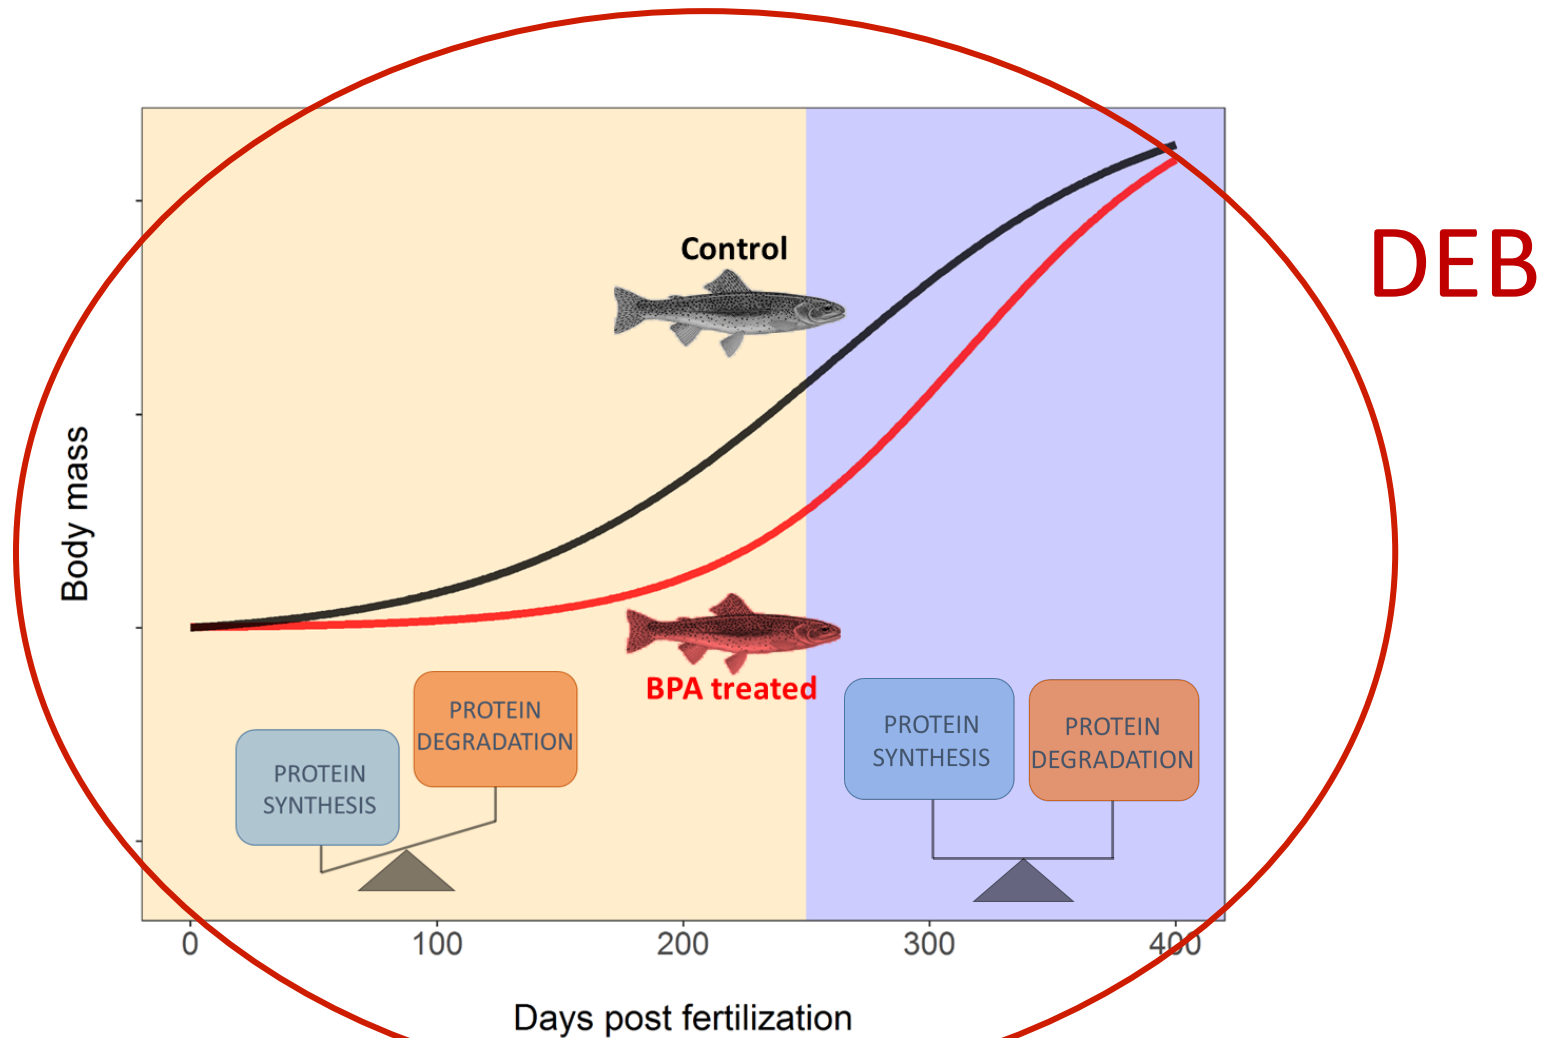 DEB
Control
Body mass
BPA treated
PROTEIN
SYNTHESIS
PROTEIN
DEGRADATION
PROTEIN
SYNTHESIS
PROTEIN
DEGRADATION
0 100 200 300 400
Days post fertilization